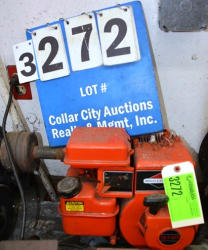 3272
LOT #
Collar City Auctions
Realty & Mgmt, Inc.
3272